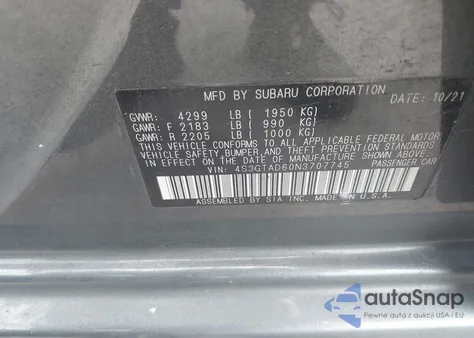 MFD BY SUBARU CORPORATION
DATE: 10/21
GVWR: 4299 LB ( 1950 KG)
GAWR: F 2183 LB ( 990 KG)
GAWR: R 2205 LB ( 1000 KG)
THIS VEHICLE CONFORMS TO ALL APPLICABLE FEDERAL MOTOR
VEHICLE SAFETY, BUMPER, AND THEFT PREVENTION STANDARDS IN
EFFECT ON THE DATE OF MANUFACTURE SHOWN ABOVE.
VIN: 4S3GTAD60N3707745 PASSENGER CAR
ASSEMBLED BY SIA INC. MADE IN U.S.A.
autoSnap
Pewne auta z USA i EU